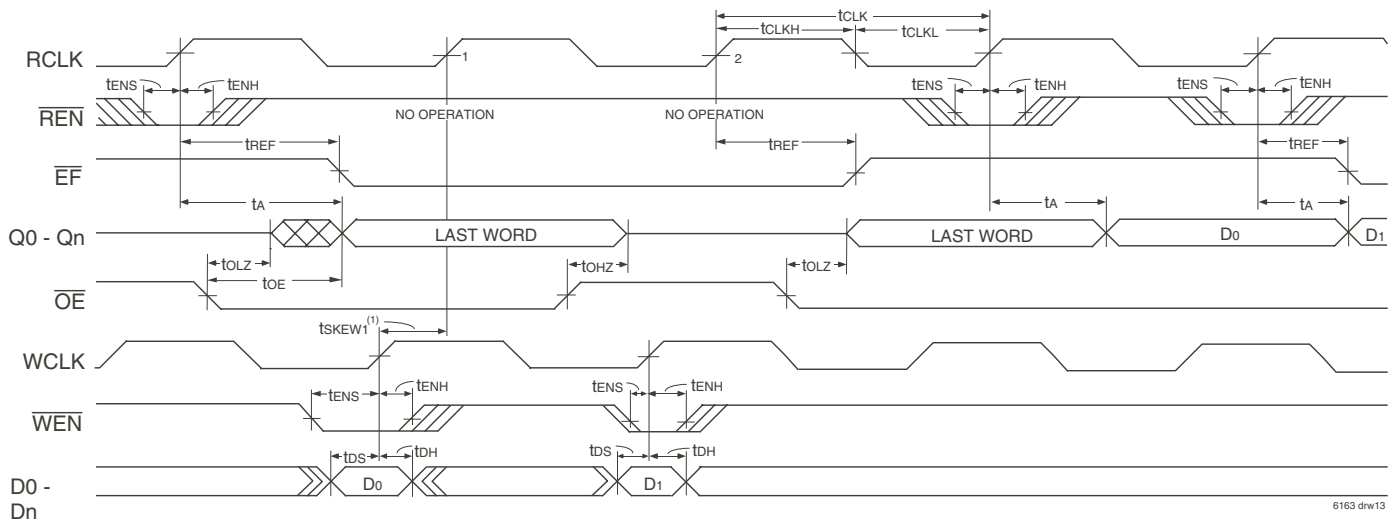 tCLK
tCLKH tCLKL
RCLK 1 2
tENS tENH tENS tENH tENS tENH
REN NO OPERATION NO OPERATION
tREF tREF tREF
EF
tA tA tA
Q0 - Qn LAST WORD LAST WORD D0 D1
tOLZ tOHZ tOLZ
tOE
OE
tSKEW1(1)
WCLK
tENS tENH tENS tENH
WEN
tDS tDH tDS tDH
D0 - D0 D1
Dn
6163 drw13